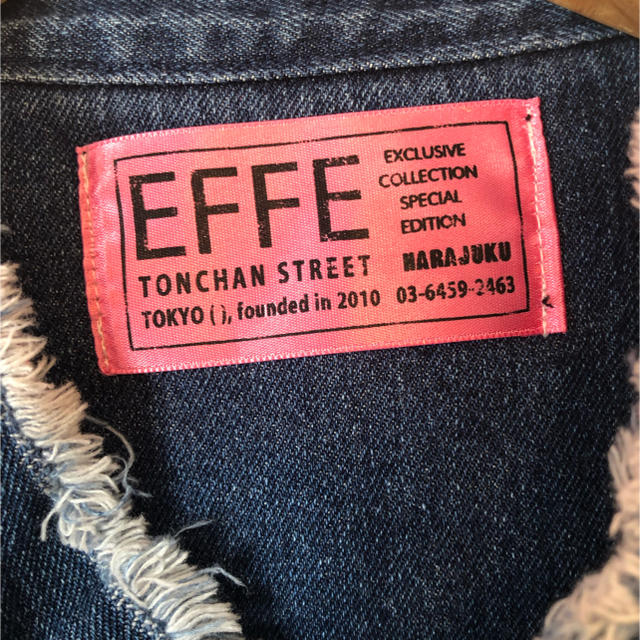 EFFE
EXCLUSIVE
COLLECTION
SPECIAL
EDITION
TONCHAN STREET HARAJUKU
TOKYO ( ), founded in 2010 03-6459-2463